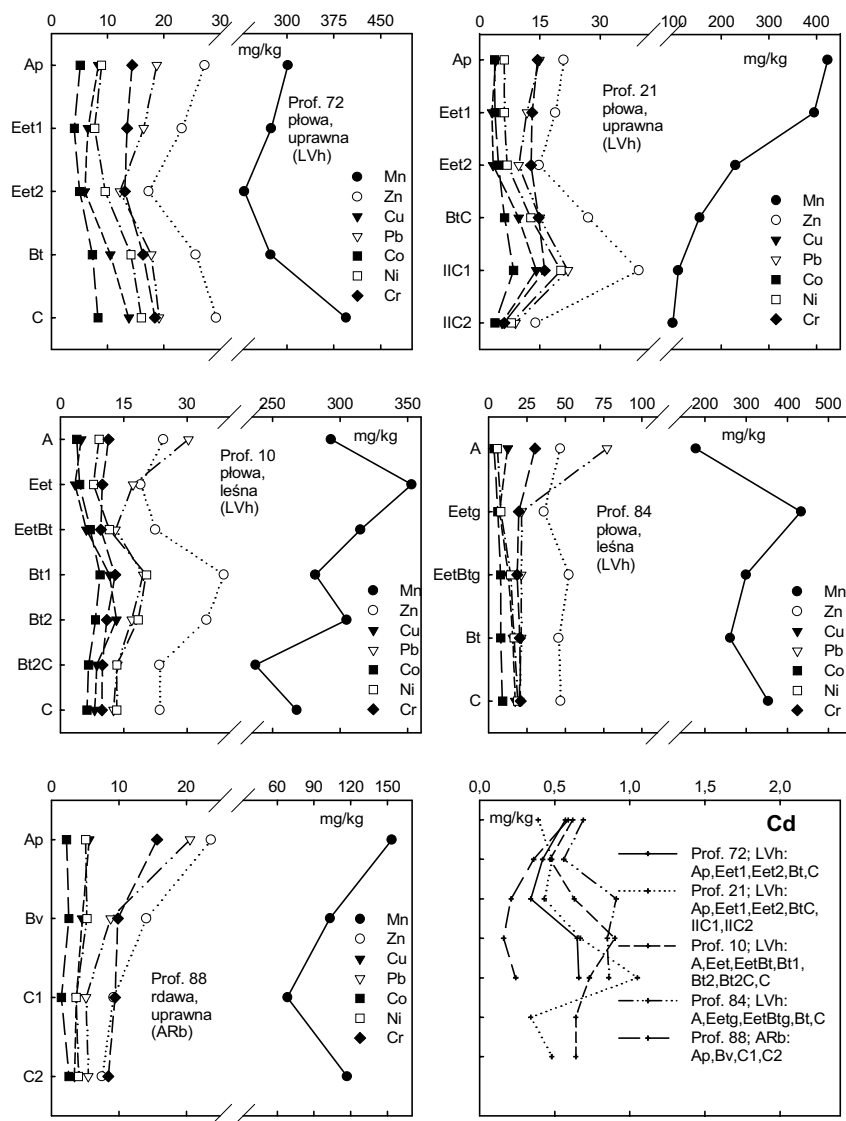 0 10 20 30 300 400 500
mg/kg
Ap
Eet1
Eet2
Bt
C
Prof. 72
płowa,
uprawna
(LVh)
Mn
Zn
Cu
Pb
Co
Ni
Cr
0 15 30 100 200 300 400
mg/kg
Ap
Eet1
Eet2
BtC
IIC1
IIC2
Prof. 21
płowa,
uprawna
(LVh)
Mn
Zn
Cu
Pb
Co
Ni
Cr
0 15 30 250 300 350
mg/kg
A
Eet
EetBt
Bt1
Bt2
Bt2C
C
Prof. 10
płowa,
leśna
(LVh)
Mn
Zn
Cu
Pb
Co
Ni
Cr
0 25 50 75 100 200 300 400 500
mg/kg
A
Eetg
EetBtg
Bt
C
Prof. 84
płowa,
leśna
(LVh)
Mn
Zn
Cu
Pb
Co
Ni
Cr
0 10 20 60 90 120 150
mg/kg
Ap
Bv
C1
C2
Prof. 88
rdawa,
uprawna
(ARb)
Mn
Zn
Cu
Pb
Co
Ni
Cr
0,0 0,5 1,0 1,5 2,0
mg/kg
Cd
Prof. 72; LVh:
Ap,Eet1,Eet2,Bt,C
Prof. 21; LVh:
Ap,Eet1,Eet2,BtC,
IIC1,IIC2
Prof. 10; LVh:
A,Eet,EetBt,Bt1,
Bt2,Bt2C,C
Prof. 84; LVh:
A,Eetg,EetBtg,Bt,C
Prof. 88; ARb:
Ap,Bv,C1,C2